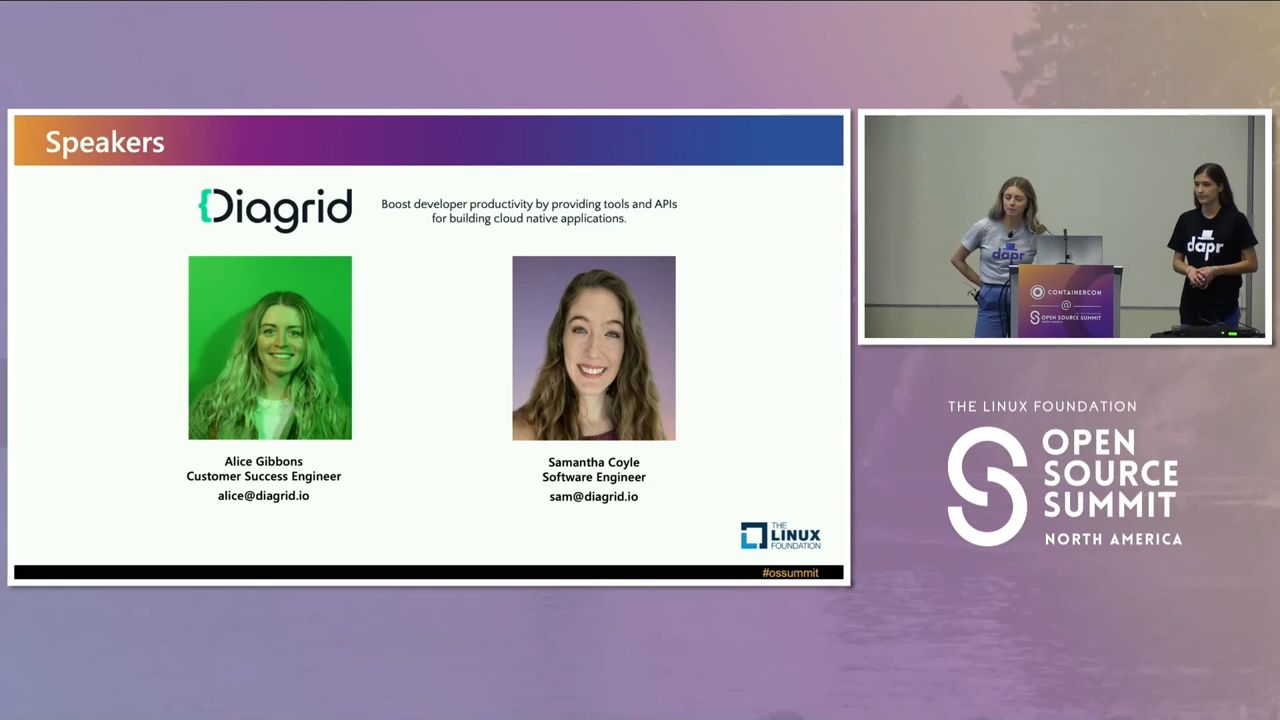 Speakers
{Diagrid
Boost developer productivity by providing tools and APIs
for building cloud native applications.
Alice Gibbons
Customer Success Engineer
alice@diagrid.io
Samantha Coyle
Software Engineer
sam@diagrid.io
THE
LINUX
FOUNDATION
#ossummit
dapr
dapr
CONTAINERCON
@
OPEN SOURCE SUMMIT
NORTH AMERICA
THE LINUX FOUNDATION
OPEN
SOURCE
SUMMIT
NORTH AMERICA